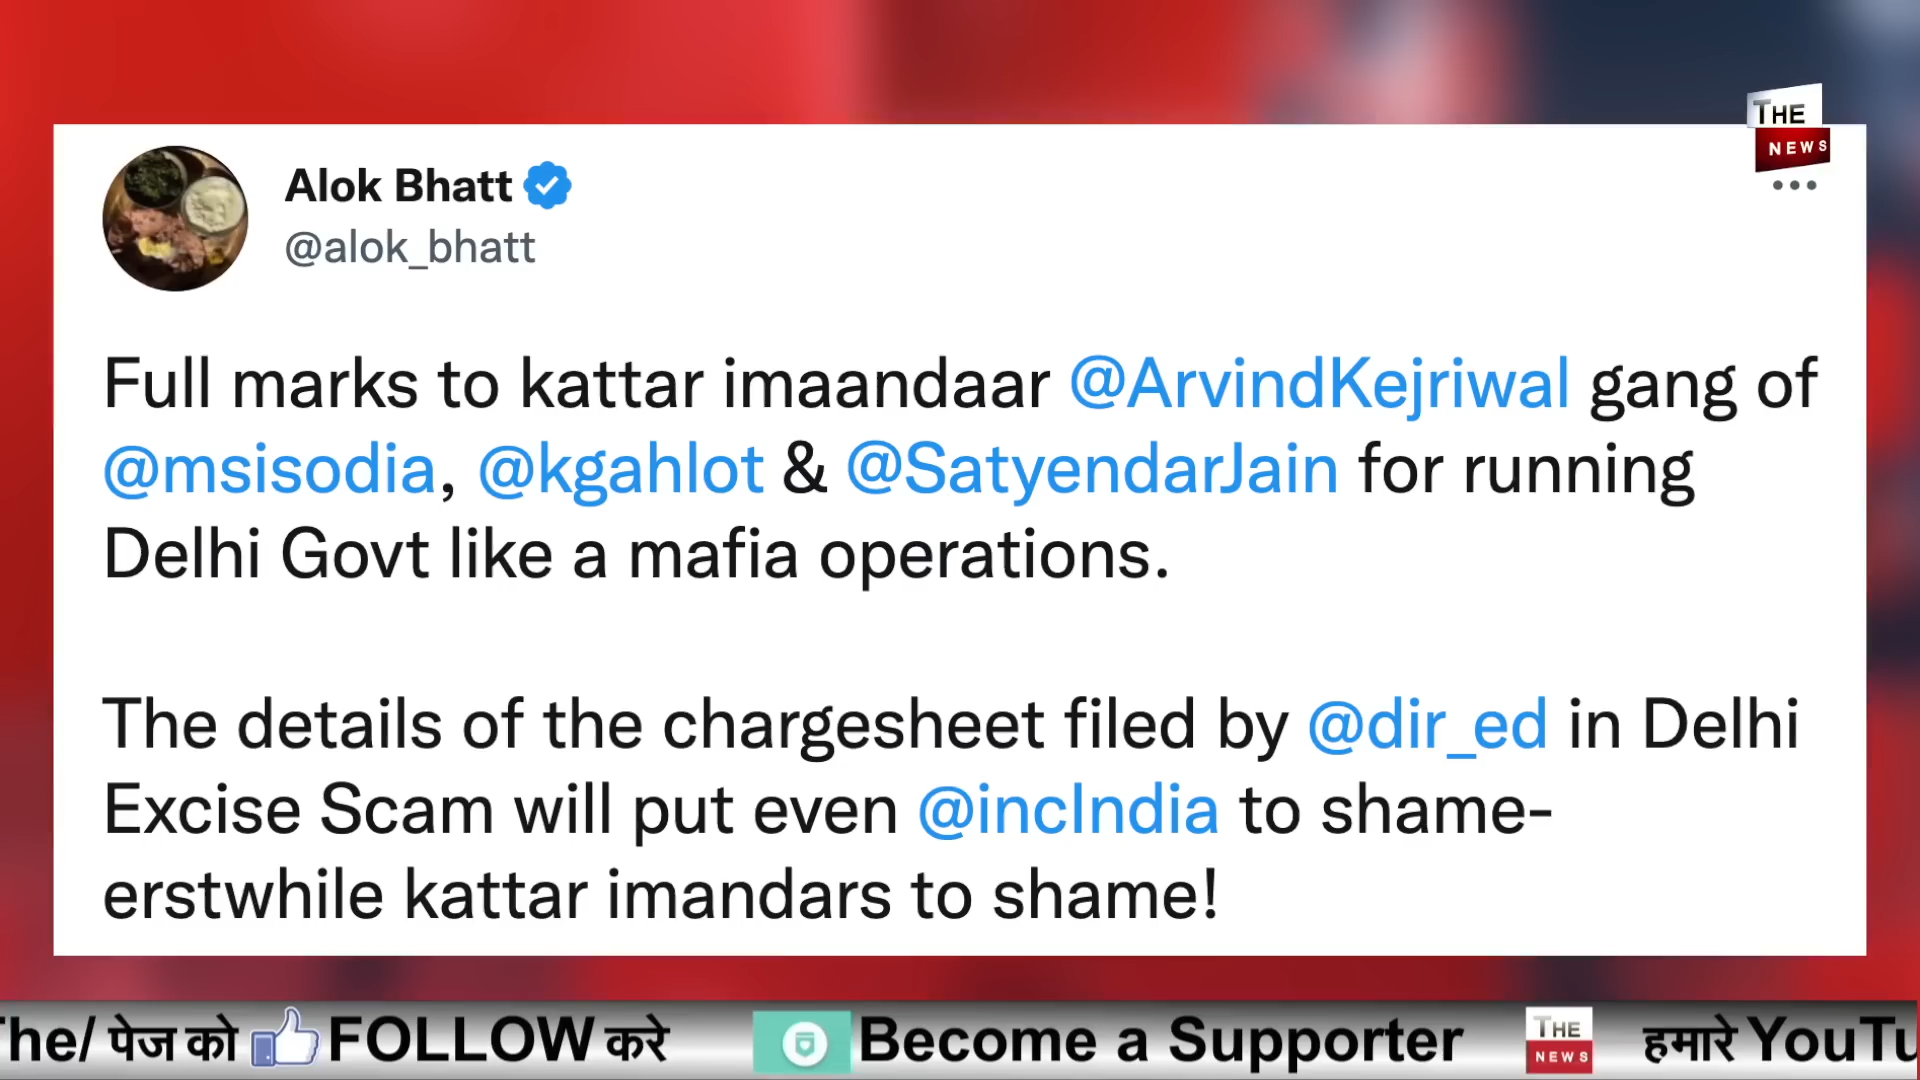 THE
NEWS
Alok Bhatt
@alok_bhatt
Full marks to kattar imaandaar @ArvindKejriwal gang of
@msisodia, @kgahlot & @SatyendarJain for running
Delhi Govt like a mafia operations.
The details of the chargesheet filed by @dir_ed in Delhi
Excise Scam will put even @incIndia to shame-
erstwhile kattar imandars to shame!
The/ पेज को FOLLOW करे Become a Supporter THE NEWS हमारे